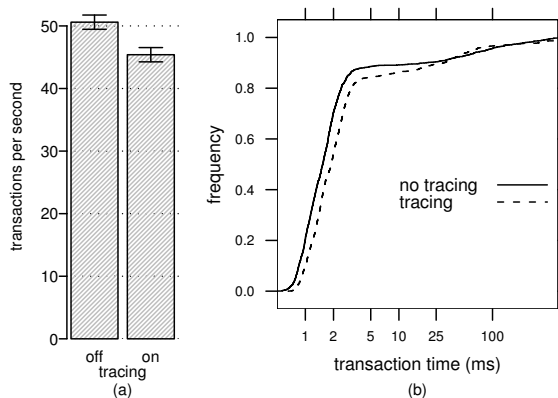 transactions per second
50
40
30
20
10
0
off
on
tracing
(a)
frequency
1.0
0.8
0.6
0.4
0.2
0.0
no tracing
tracing
1
2
5
10
25
100
transaction time (ms)
(b)